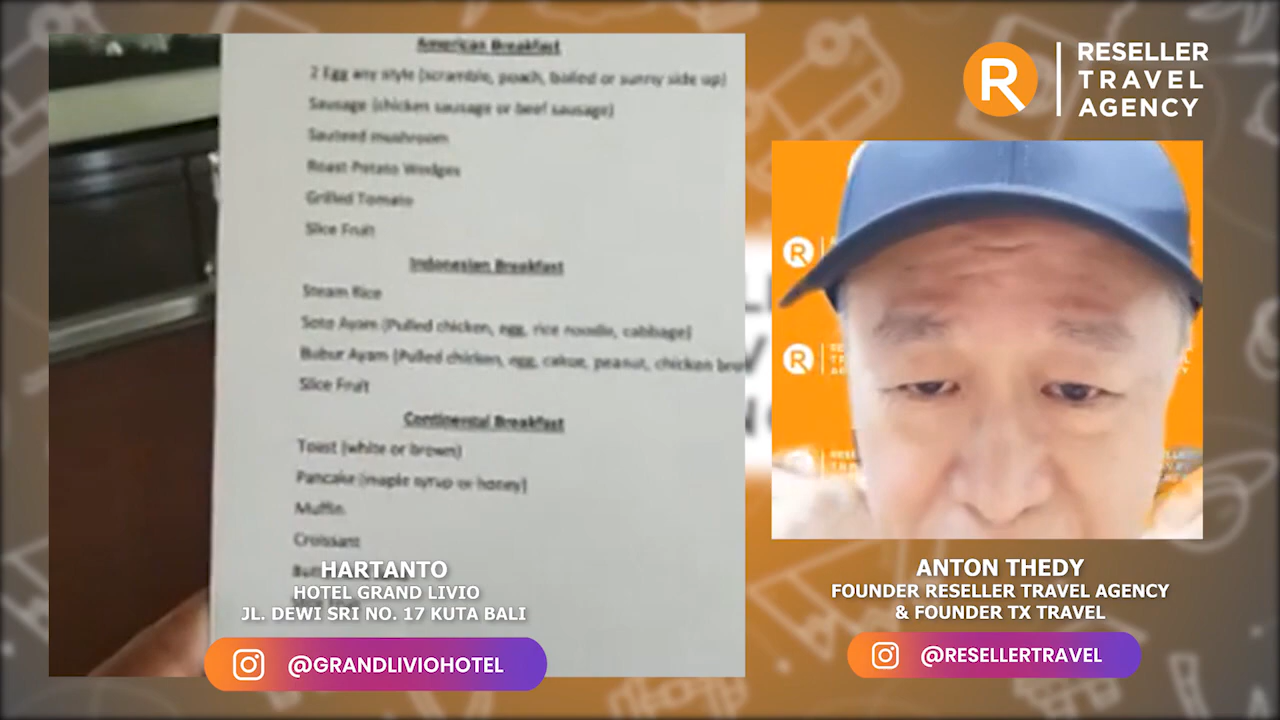 American Breakfast
2 Egg any style (scramble, poach, boiled or sunny side up)
Sausage (chicken sausage or beef sausage)
Sauteed mushroom
Roast Potato Wedges
Grilled Tomato
Slice Fruit
Indonesian Breakfast
Steam Rice
Soto Ayam (Pulled chicken, egg, rice noodle, cabbage)
Bubur Ayam (Pulled chicken, egg, cakue, peanut, chicken
Slice Fruit
Continental Breakfast
Toast (white or brown)
Pancake (maple syrup or honey)
Muffin
Croissant
HARTANTO
HOTEL GRAND LIVIO
JL. DEWI SRI NO. 17 KUTA BALI
@GRANDLIVIOHOTEL
R
RESELLER
TRAVEL
AGENCY
R
R
ANTON THEDY
FOUNDER RESELLER TRAVEL AGENCY
& FOUNDER TX TRAVEL
@RESELLERTRAVEL